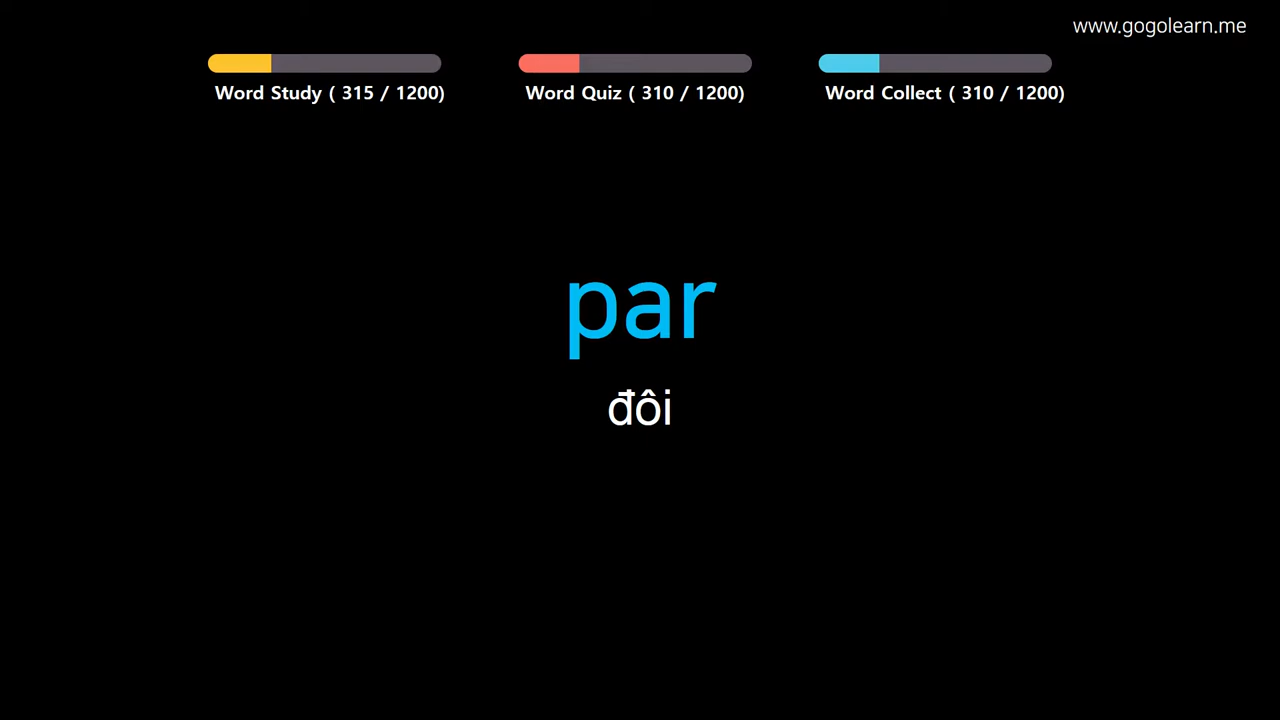 www.gogolearn.me
Word Study ( 315 / 1200)
Word Quiz ( 310 / 1200)
Word Collect ( 310 / 1200)
par
đôi